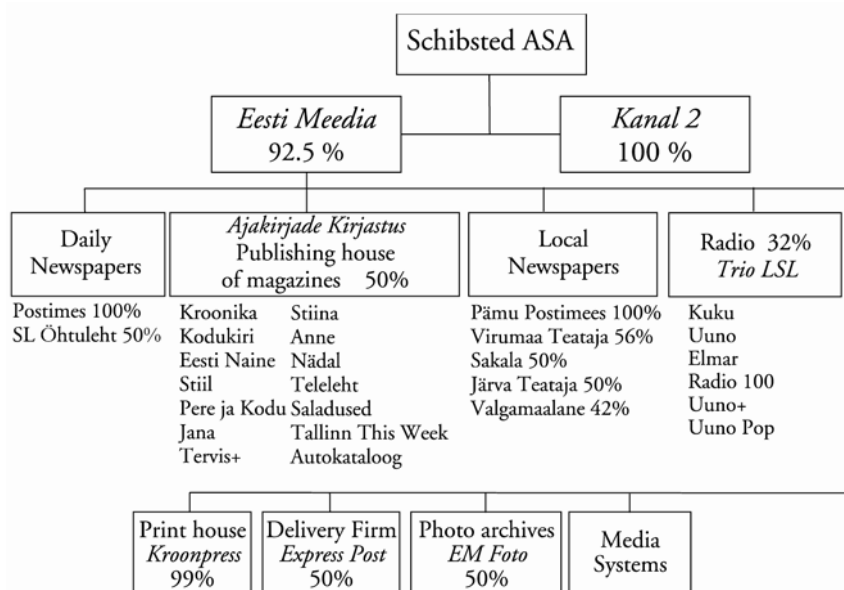 Schibsted ASA
Eesti Meedia
92.5 %
Kanal 2
100 %
Daily
Newspapers
Postimes 100%
SL Öhtuleht 50%
Ajakirjade Kirjastus
Publishing house
of magazines 50%
Kroonika
Kodukiri
Eesti Naine
Stiil
Pere ja Kodu
Jana
Tervis+
Stiina
Anne
Nädal
Teleleht
Saladused
Tallinn This Week
Autokataloog
Local
Newspapers
Pämu Postimees 100%
Virumaa Teataja 56%
Sakala 50%
Järva Teataja 50%
Valgamaalane 42%
Radio 32%
Trio LSL
Kuku
Uuno
Elmar
Radio 100
Uuno+
Uuno Pop
Print house
Kroonpress
99%
Delivery Firm
Express Post
50%
Photo archives
EM Foto
50%
Media
Systems